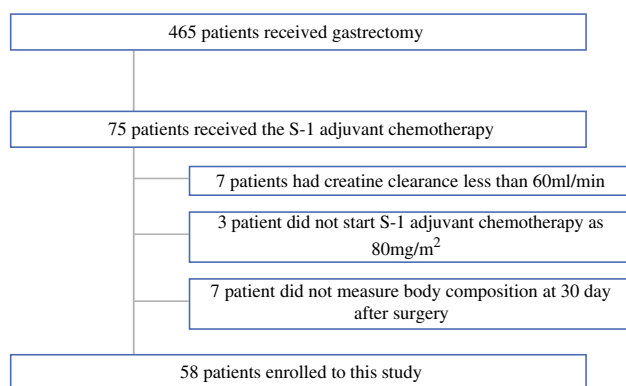 465 patients received gastrectomy
75 patients received the S-1 adjuvant chemotherapy
7 patients had creatine clearance less than 60ml/min
3 patient did not start S-1 adjuvant chemotherapy as
80mg/m²
7 patient did not measure body composition at 30 day
after surgery
58 patients enrolled to this study